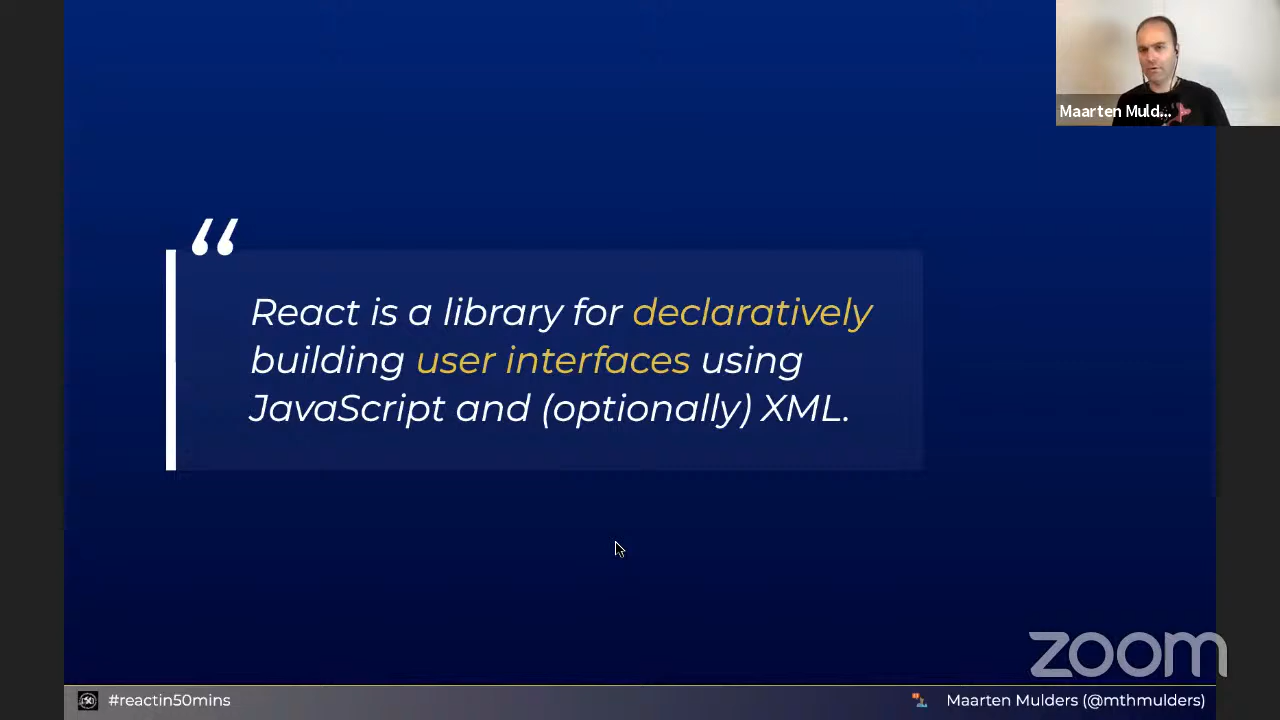 Maarten Muld...
“
React is a library for declaratively
building user interfaces using
JavaScript and (optionally) XML.
zoom
#reactin50mins
Maarten Mulders (@mthmulders)